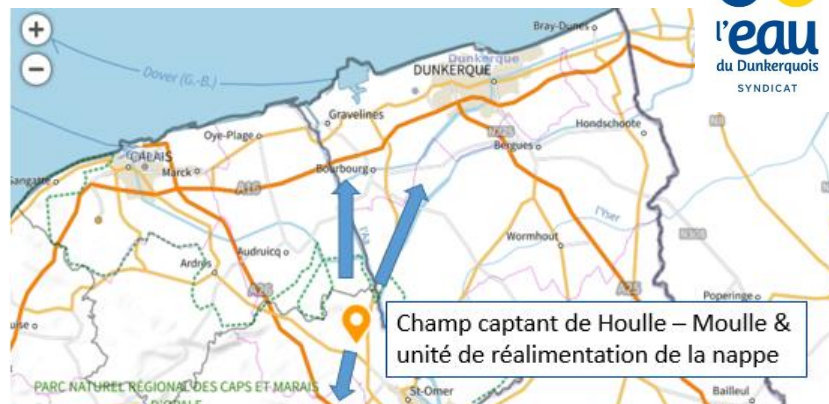 l'eau
du Dunkerquois
SYNDICAT
+
−
Bray-Dunes
Dover (G.-B.)
Dunkerque
DUNKERQUE
Gravelines
Oye-Plage
Hondschoote
N225
Bergues
CALAIS
Marck
Sangatte
A16
Bourbourg
l'Aa
l'Yser
Wormhout
Audruicq
Ardres
A26
A25
Poperinge
Champ captant de Houlle – Moulle &
unité de réalimentation de la nappe
PARC NATUREL RÉGIONAL DES CAPS ET MARAIS
D'OPALE
St-Omer
Bailleul